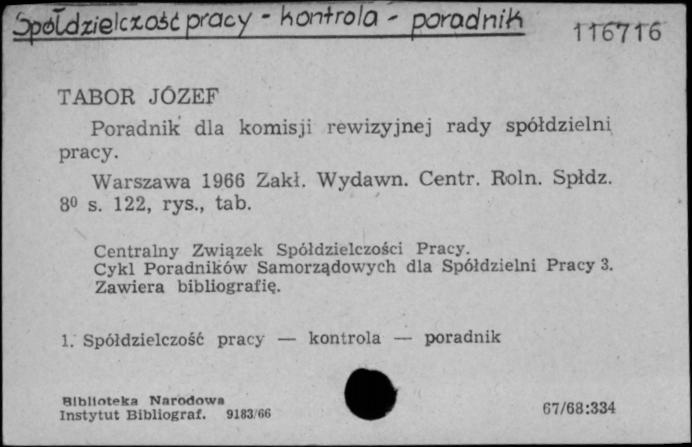 Spółdzielczość pracy - kontrola - poradnik
116716
TABOR JÓZEF
Poradnik dla komisji rewizyjnej rady spółdzielni
pracy.
Warszawa 1966 Zakł. Wydawn. Centr. Roln. Spłdz.
8⁰ s. 122, rys., tab.
Centralny Związek Spółdzielczości Pracy.
Cykl Poradników Samorządowych dla Spółdzielni Pracy 3.
Zawiera bibliografię.
1. Spółdzielczość pracy — kontrola — poradnik
Biblioteka Narodowa
Instytut Bibliograf. 9183/66
67/68:334